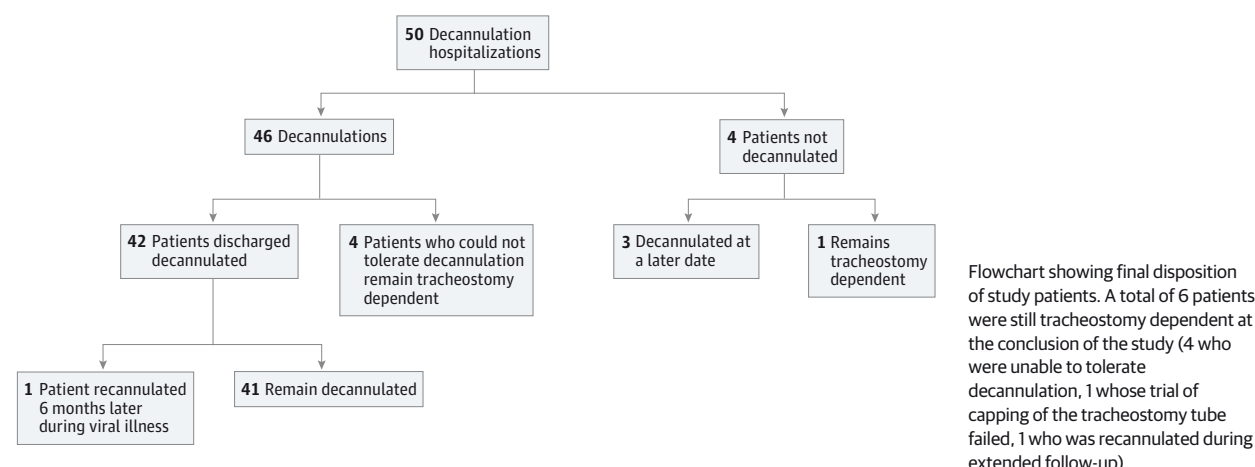 50 Decannulation
hospitalizations
46 Decannulations
4 Patients not
decannulated
42 Patients discharged
decannulated
4 Patients who could not
tolerate decannulation
remain tracheostomy
dependent
3 Decannulated at
a later date
1 Remains
tracheostomy
dependent
1 Patient recannulated
6 months later
during viral illness
41 Remain decannulated
Flowchart showing final disposition
of study patients. A total of 6 patients
were still tracheostomy dependent at
the conclusion of the study (4 who
were unable to tolerate
decannulation, 1 whose trial of
capping of the tracheostomy tube
failed, 1 who was recannulated during
extended follow-up)